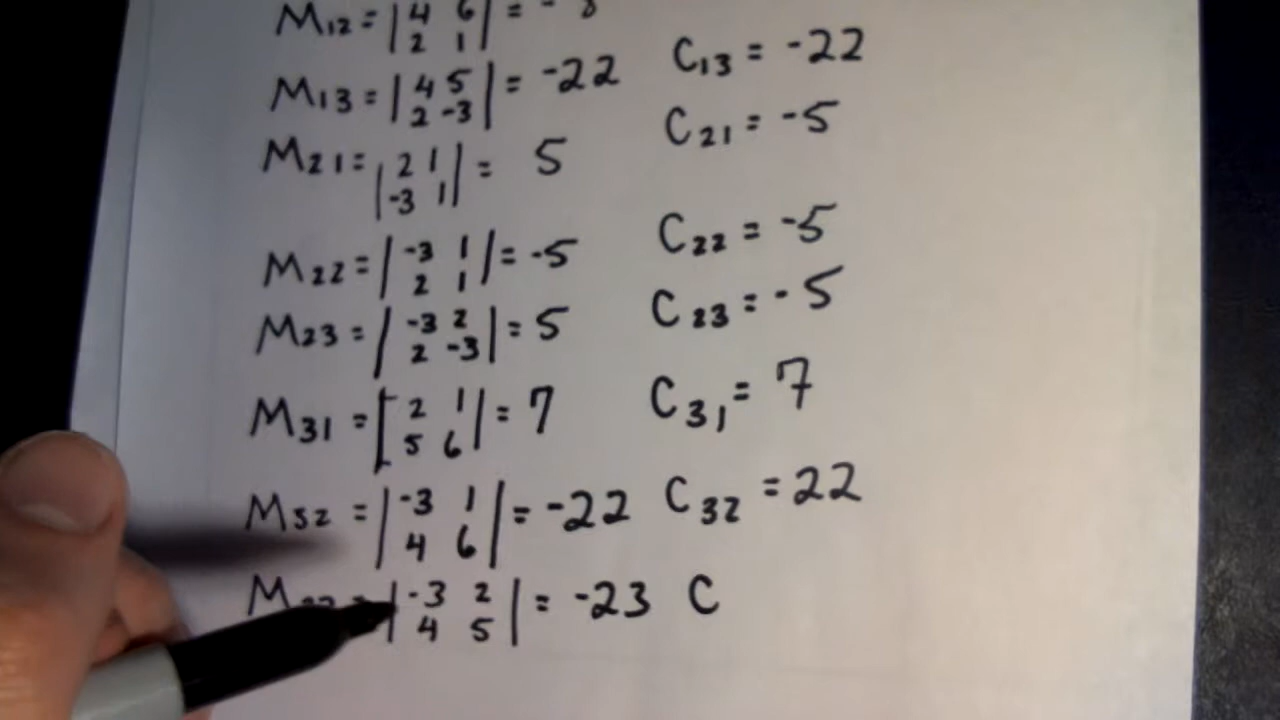 M12 = | 4 6 | = -8
2 1
M13 = | 4 5 | = -22 C13 = -22
2 -3
M21 = | 2 1 | = 5 C21 = -5
-3 1
M22 = | -3 1 | = -5 C22 = -5
2 1
M23 = | -3 2 | = 5 C23 = -5
2 -3
M31 = [ 2 1 | = 7 C31 = 7
5 6
M32 = | -3 1 | = -22 C32 = 22
4 6
M | -3 2 | = -23 C
4 5